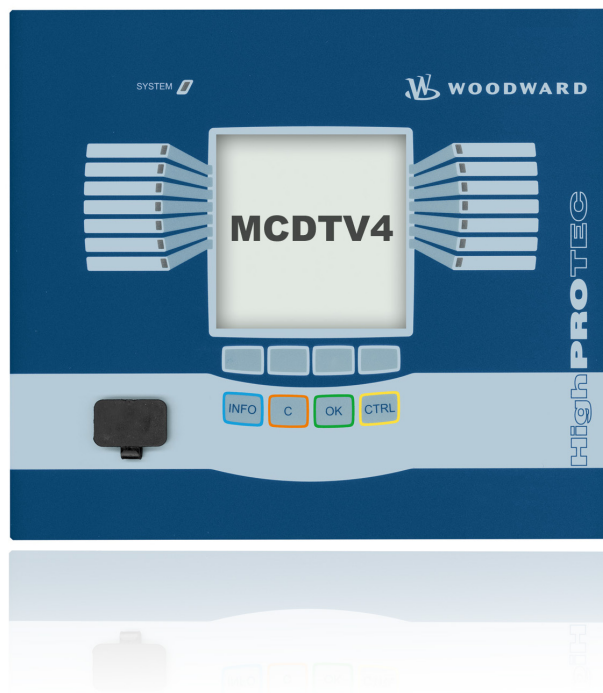 SYSTEM
WOODWARD
MCDTV4
HighPROTEC
INFO
C
OK
CTRL